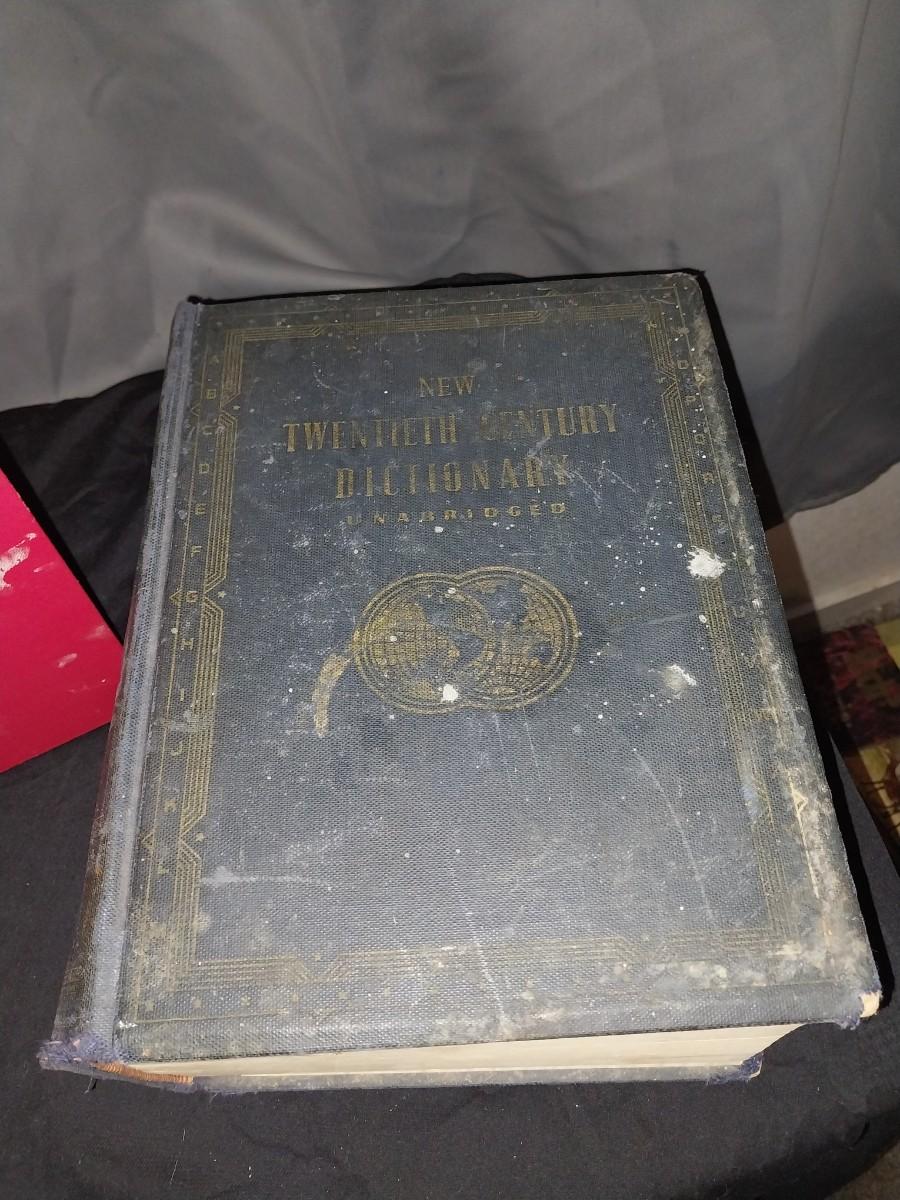 NEW
TWENTIETH CENTURY
DICTIONARY
UNABRIDGED
A
B
C
D
E
F
G
H
I
J
K
L
O
P
Q
R
S